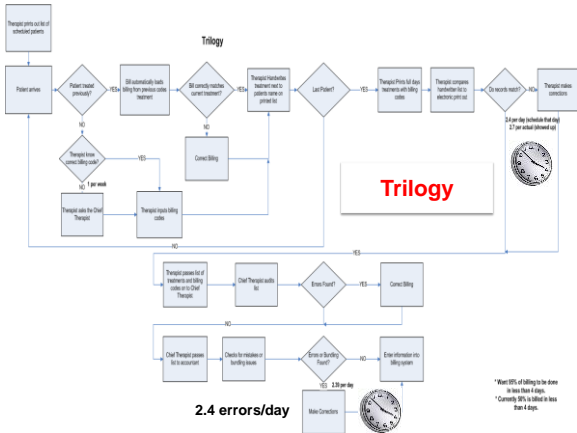 Therapist prints out list of
scheduled patients
Trilogy
Patient arrives
Patient treated
previously?
YES
Bill automatically loads
billing from previous codes
treatment
Bill correctly matches
current treatment?
YES
Therapist Handwrites
treatment next to
patients name on
printed list
Last Patient?
YES
Therapist Prints full days
treatments with billing
codes
Therapist compares
handwritten list to
electronic print out
Do records match?
NO
Therapist makes
corrections
2.4 per day (schedule that day)
2.7 per actual (showed up)
NO
NO
Therapist know
correct billing code?
YES
Correct Billing
NO
1 per week
Therapist asks the Chief
Therapist
Therapist inputs billing
codes
Trilogy
NO
YES
Therapist passes list of
treatments and billing
codes on to Chief
Therapist
Chief Therapist audits
list
Errors Found?
YES
Correct Billing
NO
Chief Therapist passes
list to accountant
Checks for mistakes or
bundling issues
Errors or Bundling
Found?
NO
Enter information into
billing system
YES
2.39 per day
Make Corrections
2.4 errors/day
* Want 95% of billing to be done
in less than 4 days.
* Currently 50% is billed in less
than 4 days.